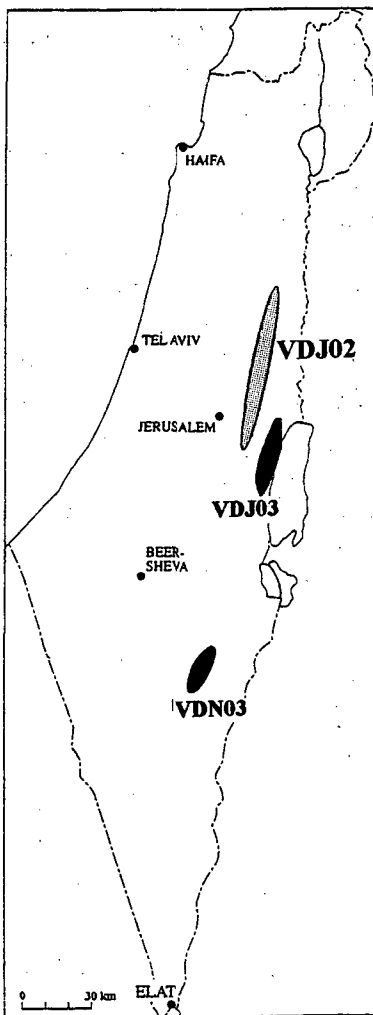 HAIFA
TEL AVIV
VDJ02
JERUSALEM
VDJ03
BEER-
SHEVA
VDN03
0 30 km
ELAT